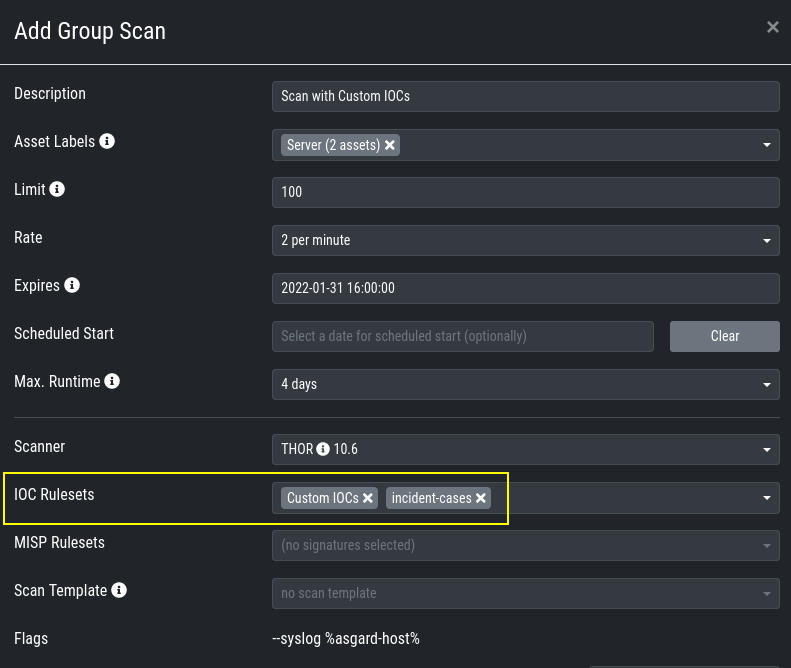 Add Group Scan ×
Description Scan with Custom IOCs
Asset Labels Server (2 assets)
Limit 100
Rate 2 per minute
Expires 2022-01-31 16:00:00
Scheduled Start Select a date for scheduled start (optionally) Clear
Max. Runtime 4 days
Scanner THOR 10.6
IOC Rulesets Custom IOCs incident-cases
MISP Rulesets (no signatures selected)
Scan Template no scan template
Flags --syslog %asgard-host%